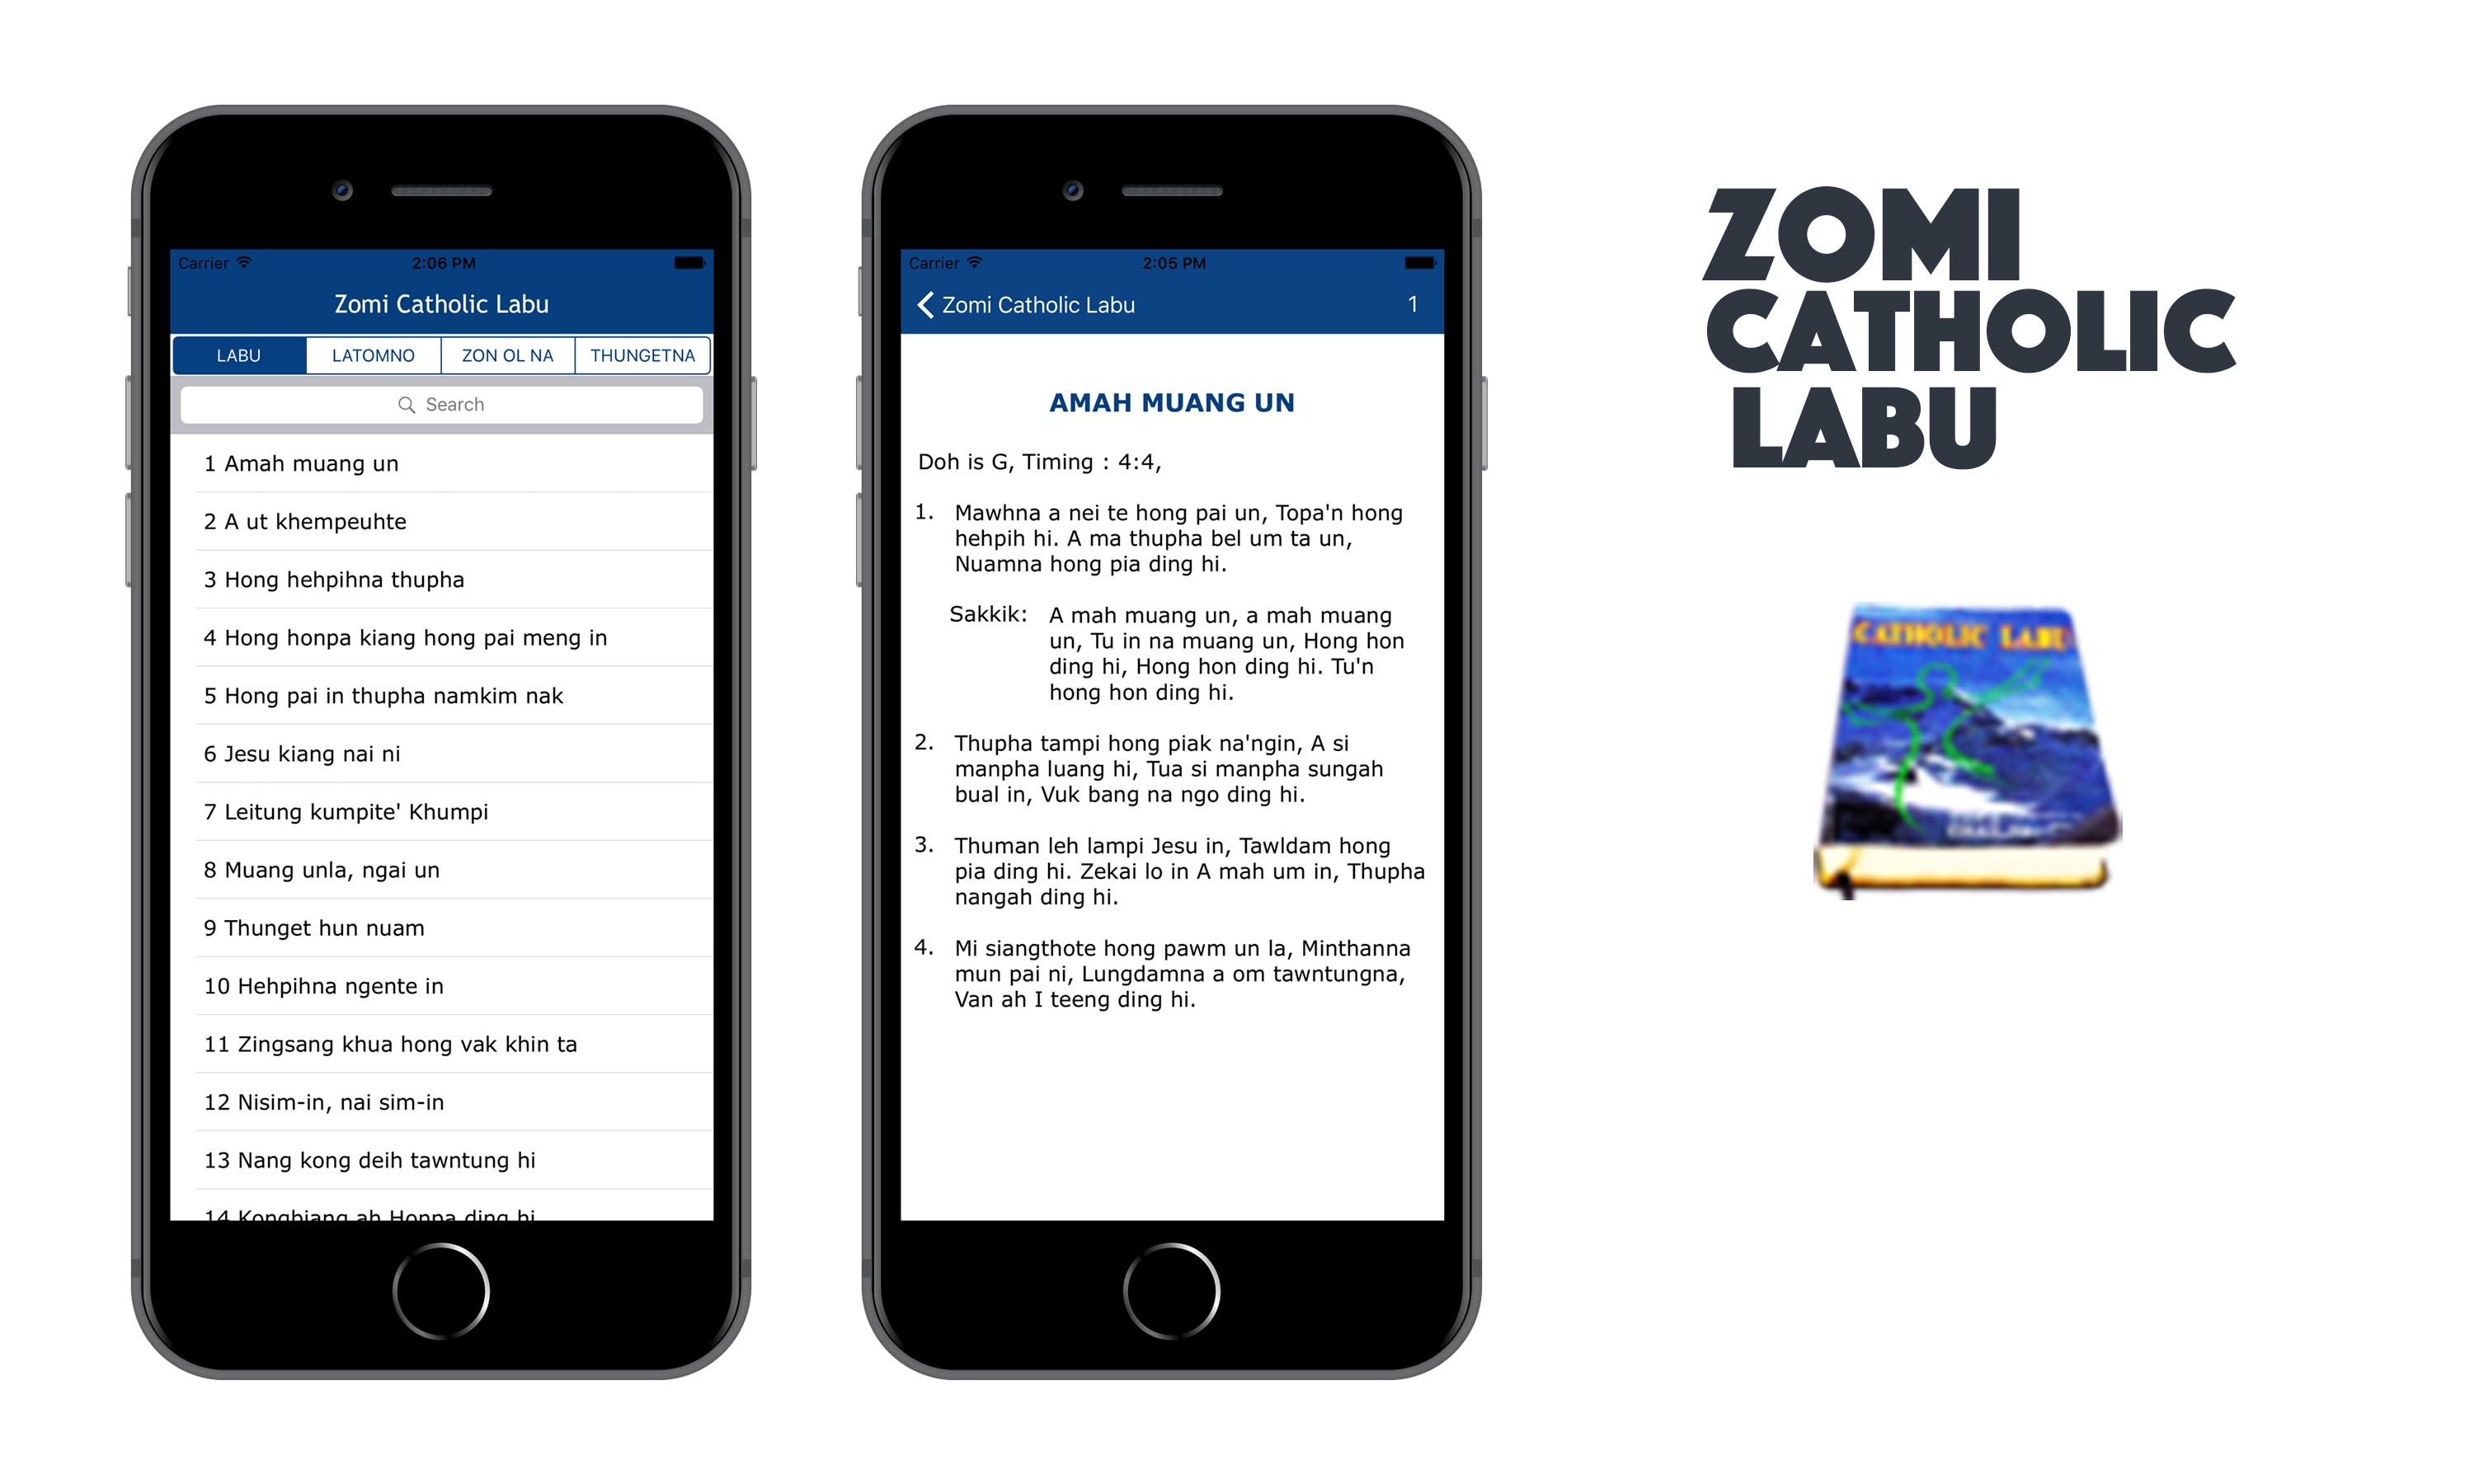 Carrier 2:06 PM
Zomi Catholic Labu
LABU LATOMNO ZON OL NA THUNGETNA
Search
1 Amah muang un
2 A ut khempeuhte
3 Hong hehpihna thupha
4 Hong honpa kiang hong pai meng in
5 Hong pai in thupha namkim nak
6 Jesu kiang nai ni
7 Leitung kumpite' Khumpi
8 Muang unla, ngai un
9 Thunget hun nuam
10 Hehpihna ngente in
11 Zingsang khua hong vak khin ta
12 Nisim-in, nai sim-in
13 Nang kong deih tawntung hi
14 Kongbiang ah Honpa ding hi
Carrier 2:05 PM
Zomi Catholic Labu 1
AMAH MUANG UN
Doh is G, Timing : 4:4,
1. Mawhna a nei te hong pai un, Topa'n hong
hehpih hi. A ma thupha bel um ta un,
Nuamna hong pia ding hi.
Sakkik: A mah muang un, a mah muang
un, Tu in na muang un, Hong hon
ding hi, Hong hon ding hi. Tu'n
hong hon ding hi.
2. Thupha tampi hong piak na'ngin, A si
manpha luang hi, Tua si manpha sungah
bual in, Vuk bang na ngo ding hi.
3. Thuman leh lampi Jesu in, Tawldam hong
pia ding hi. Zekai lo in A mah um in, Thupha
nangah ding hi.
4. Mi siangthote hong pawm un la, Minthanna
mun pai ni, Lungdamna a om tawntungna,
Van ah I teeng ding hi.
ZOMI
CATHOLIC
LABU
CATHOLIC LABU